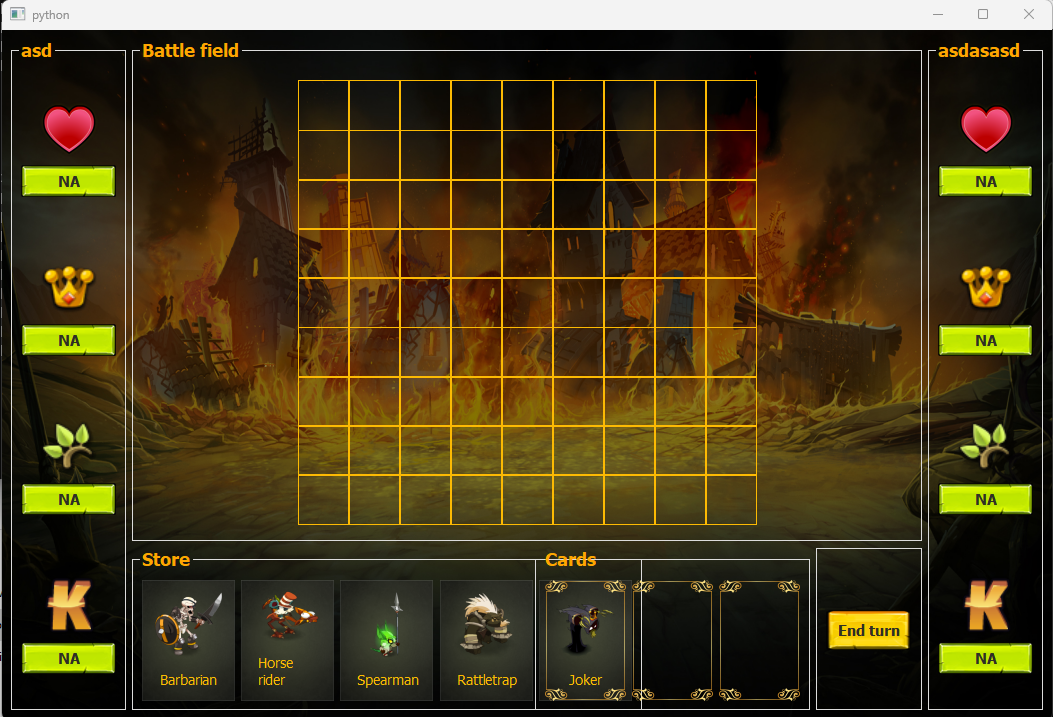 python
asd
Battle field
asdasasd
NA
NA
NA
NA
NA
NA
K
K
NA
NA
Store
Cards
Barbarian
Horse
rider
Spearman
Rattletrap
Joker
End turn